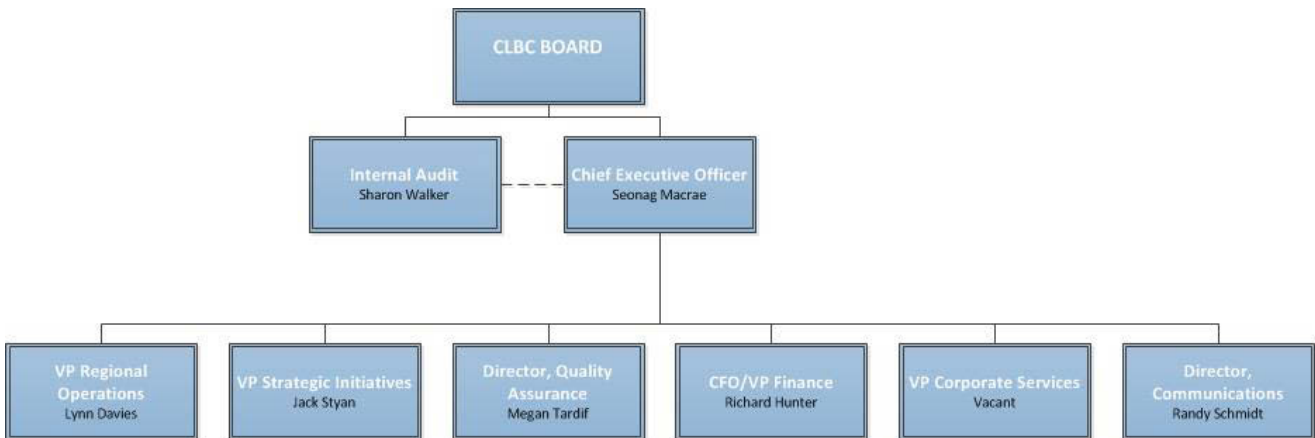 CLBC BOARD
Internal Audit
Sharon Walker
Chief Executive Officer
Seonag Macrae
VP Regional
Operations
Lynn Davies
VP Strategic Initiatives
Jack Styan
Director, Quality
Assurance
Megan Tardif
CFO/VP Finance
Richard Hunter
VP Corporate Services
Vacant
Director,
Communications
Randy Schmidt